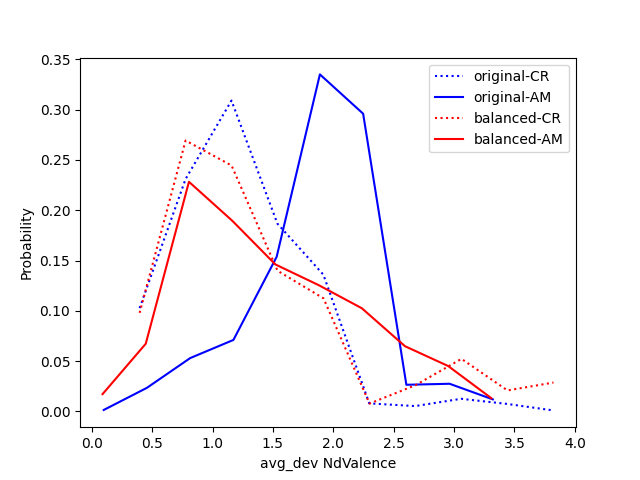 0.35
0.30
0.25
0.20
0.15
0.10
0.05
0.00
Probability
0.0 0.5 1.0 1.5 2.0 2.5 3.0 3.5 4.0
avg_dev NdValence
original-CR
original-AM
balanced-CR
balanced-AM